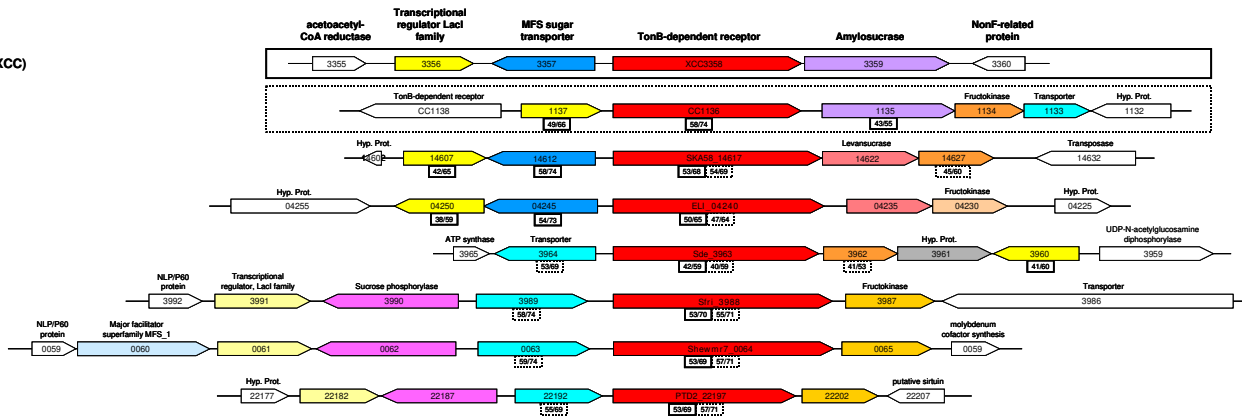 acetoacetyl-
CoA reductase
Transcriptional
regulator LacI
family
MFS sugar
transporter
TonB-dependent receptor
Amylosucrase
NonF-related
protein
XCC)
3355
3356
3357
XCC3358
3359
3360
TonB-dependent receptor
Fructokinase
Transporter
Hyp. Prot.
CC1138
1137
CC1136
1135
1134
1133
1132
49/66
58/74
43/55
Hyp. Prot.
Levansucrase
Transposase
14602
14607
14612
SKA58_14617
14622
14627
14632
42/65
58/74
53/68
54/69
45/60
Hyp. Prot.
Fructokinase
Hyp. Prot.
04255
04250
04245
ELI_04240
04235
04230
04225
38/59
54/73
50/65
47/64
ATP synthase
Transporter
Hyp. Prot.
UDP-N-acetylglucosamine
diphosphorylase
3965
3964
Sde_3963
3962
3961
3960
3959
53/69
42/59
40/59
41/53
41/60
NLP/P60
protein
Transcriptional
regulator, LacI family
Sucrose phosphorylase
Fructokinase
Transporter
3992
3991
3990
3989
Sfri_3988
3987
3986
58/74
53/70
55/71
NLP/P60
protein
Major facilitator
superfamily MFS_1
molybdenum
cofactor synthesis
0059
0060
0061
0062
0063
Shewmr7_0064
0065
0059
59/74
53/69
57/71
Hyp. Prot.
putative sirtuin
22177
22182
22187
22192
PTD2_22197
22202
22207
55/69
53/69
57/71